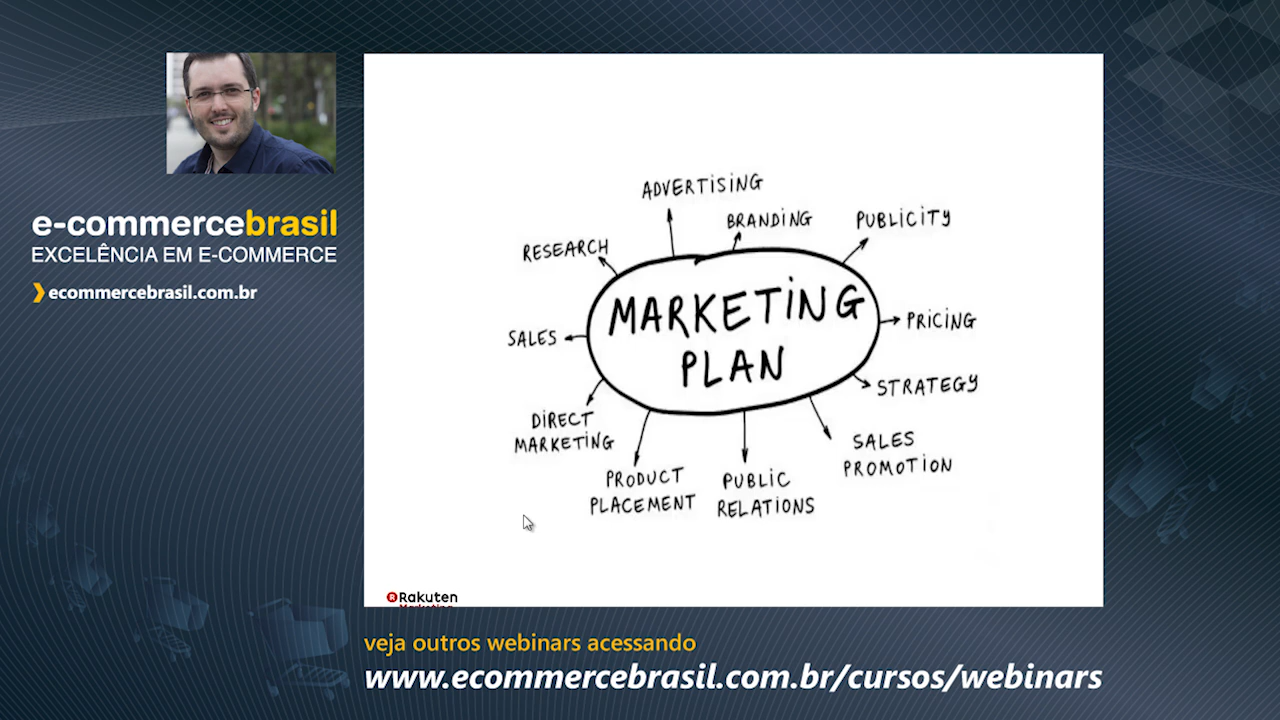 e-commercebrasil
EXCELÊNCIA EM E-COMMERCE
ecommercebrasil.com.br
ADVERTISING
BRANDING
PUBLICITY
RESEARCH
MARKETING
PLAN
PRICING
SALES
STRATEGY
DIRECT
MARKETING
SALES
PROMOTION
PRODUCT
PLACEMENT
PUBLIC
RELATIONS
R Rakuten
Marketing
veja outros webinars acessando
www.ecommercebrasil.com.br/cursos/webinars